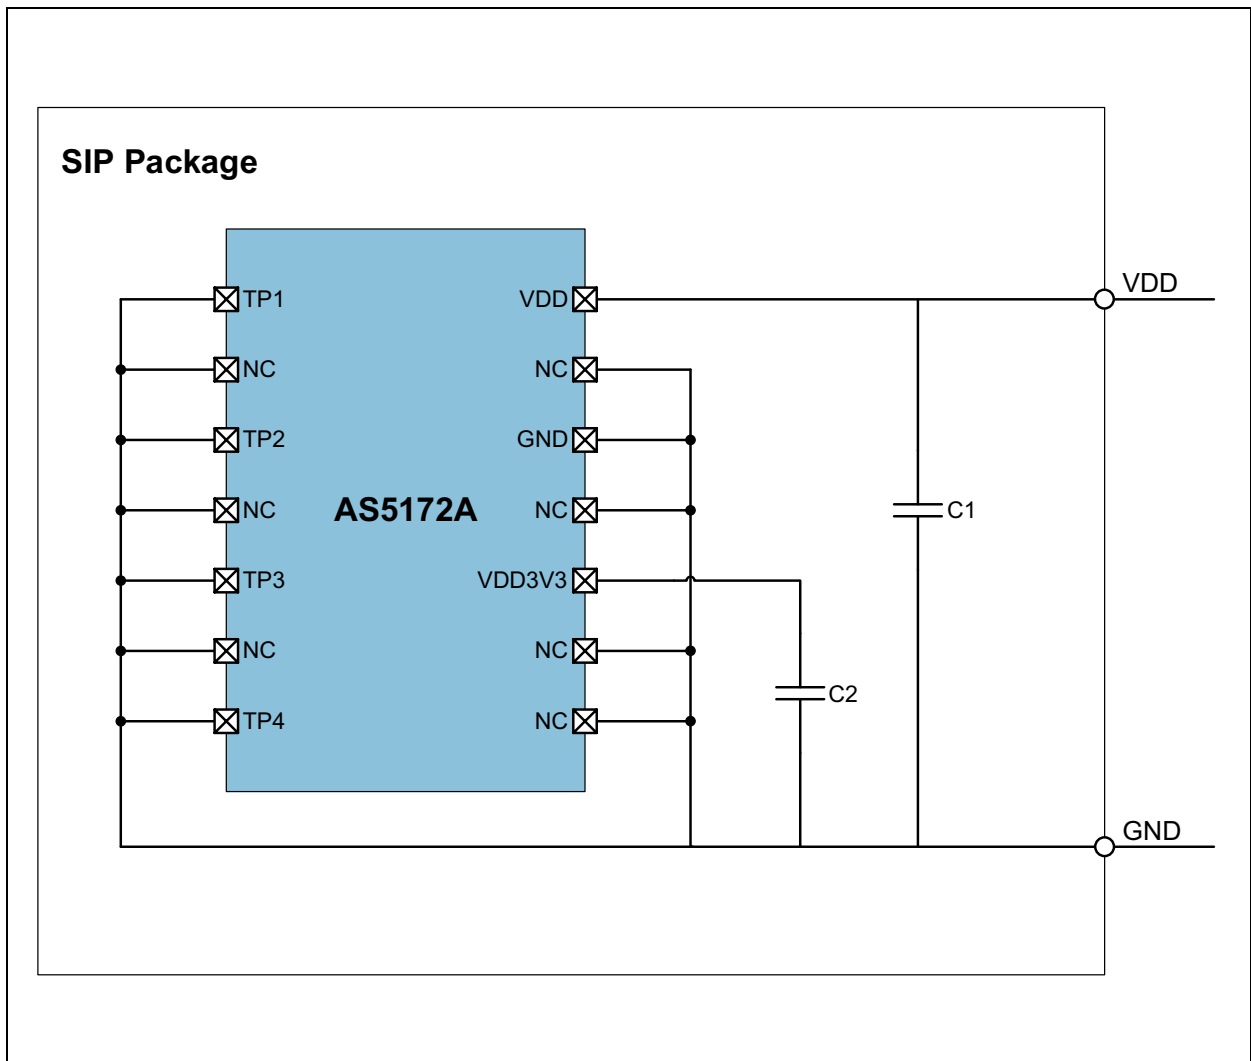 SIP Package
VDD
TP1 VDD
NC NC
TP2 GND
NC AS5172A NC C1
TP3 VDD3V3
NC NC
C2
TP4 NC
GND